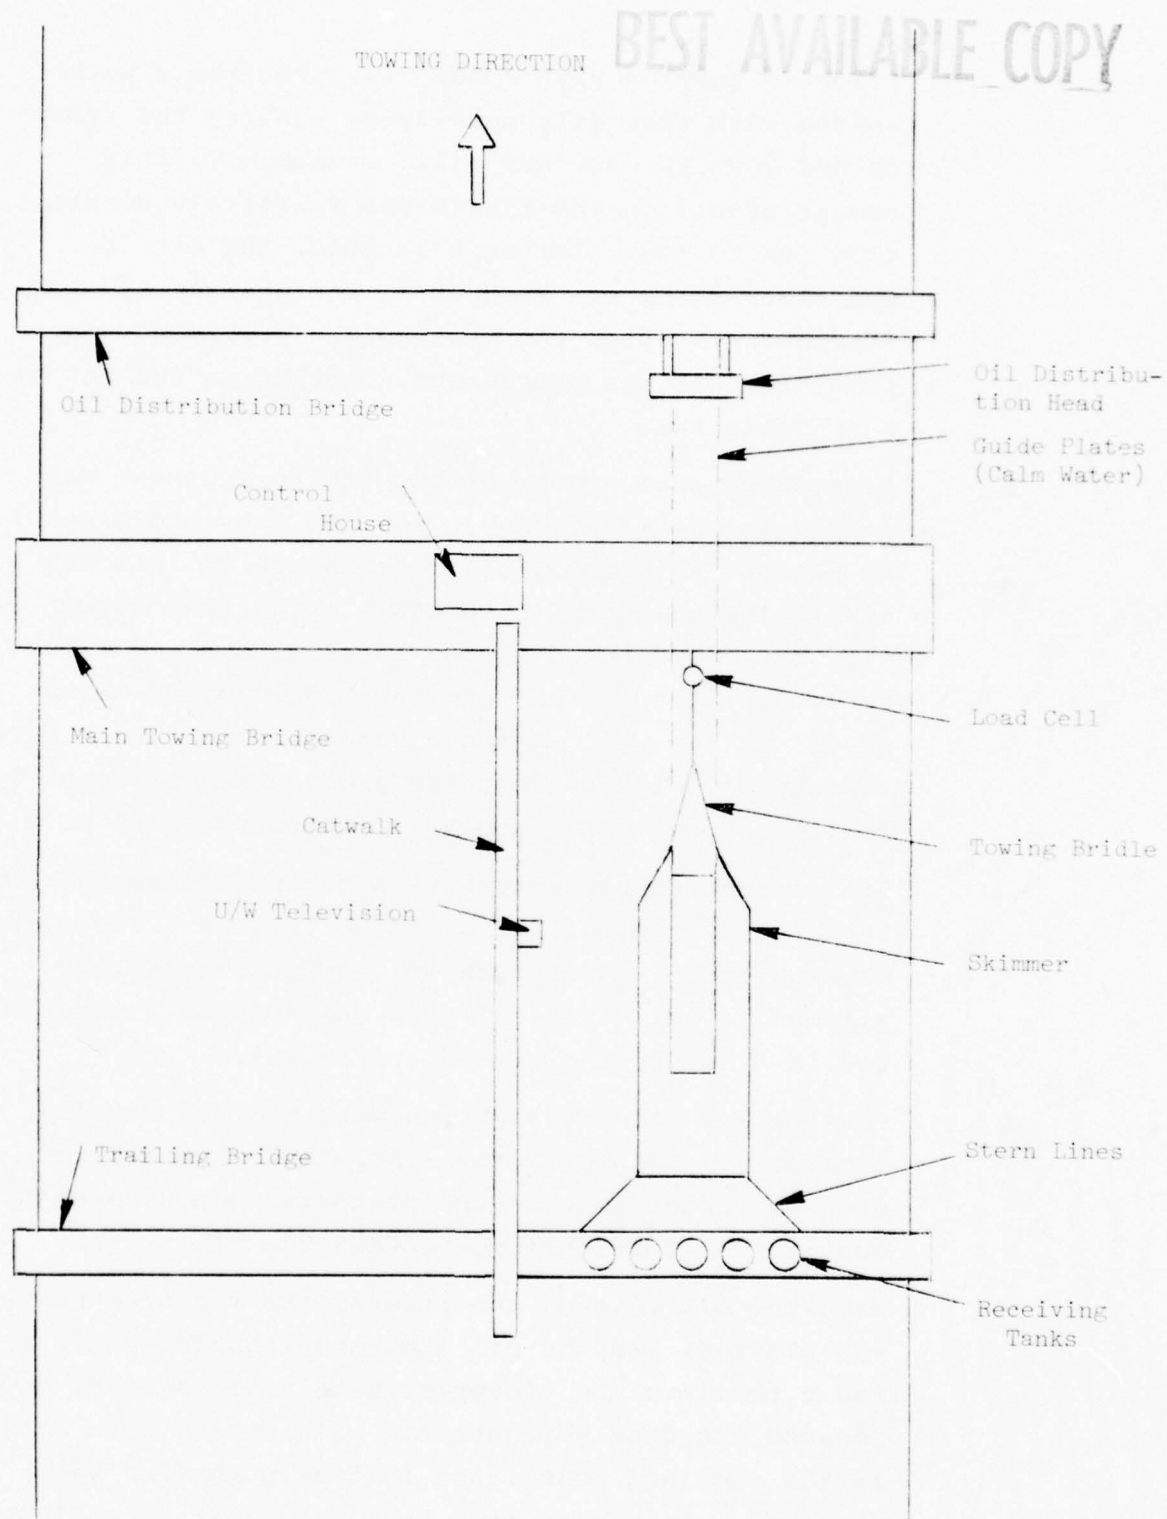 BEST AVAILABLE COPY
TOWING DIRECTION
Oil Distribution Bridge
Oil Distribu-
tion Head
Guide Plates
(Calm Water)
Control
House
Load Cell
Main Towing Bridge
Catwalk
Towing Bridle
U/W Television
Skimmer
Trailing Bridge
Stern Lines
Receiving
Tanks